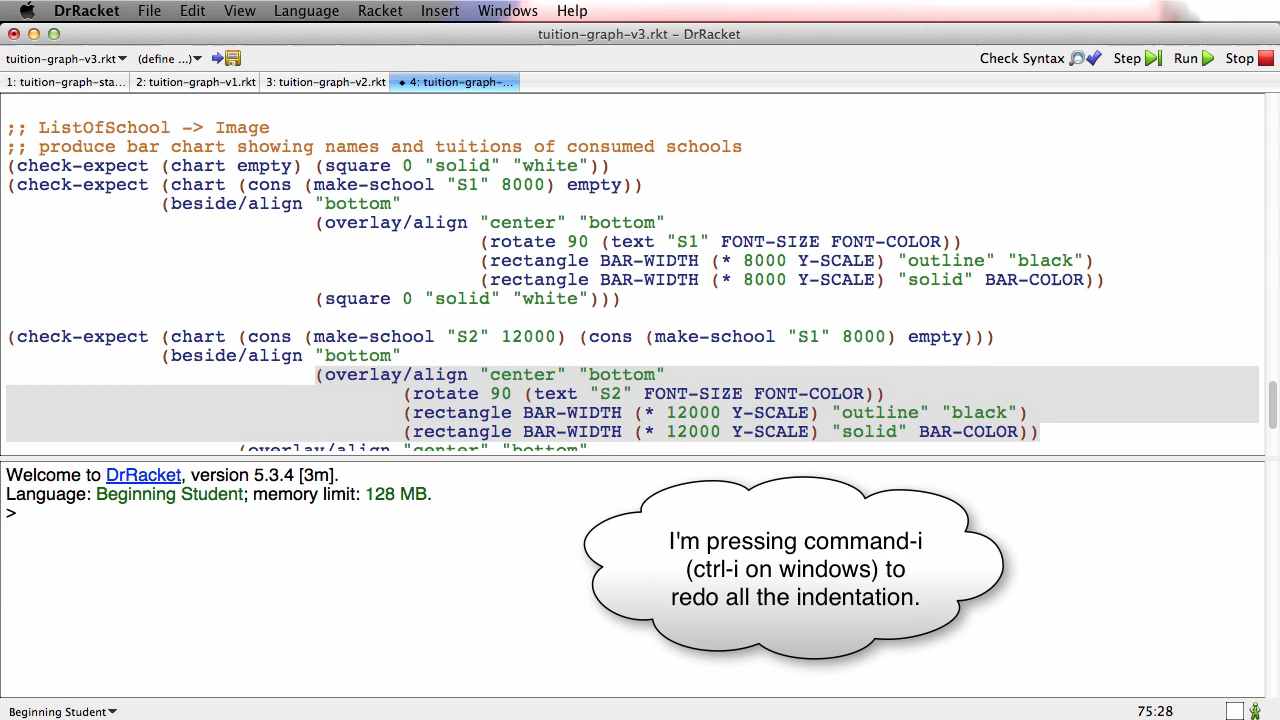 DrRacket File Edit View Language Racket Insert Windows Help
tuition-graph-v3.rkt – DrRacket
tuition-graph-v3.rkt (define ...) Check Syntax Step Run Stop
1: tuition-graph-sta... 2: tuition-graph-v1.rkt 3: tuition-graph-v2.rkt 4: tuition-graph-...
;; ListOfSchool -> Image
;; produce bar chart showing names and tuitions of consumed schools
(check-expect (chart empty) (square 0 "solid" "white"))
(check-expect (chart (cons (make-school "S1" 8000) empty))
(beside/align "bottom"
(overlay/align "center" "bottom"
(rotate 90 (text "S1" FONT-SIZE FONT-COLOR))
(rectangle BAR-WIDTH (* 8000 Y-SCALE) "outline" "black")
(rectangle BAR-WIDTH (* 8000 Y-SCALE) "solid" BAR-COLOR))
(square 0 "solid" "white")))
(check-expect (chart (cons (make-school "S2" 12000) (cons (make-school "S1" 8000) empty)))
(beside/align "bottom"
(overlay/align "center" "bottom"
(rotate 90 (text "S2" FONT-SIZE FONT-COLOR))
(rectangle BAR-WIDTH (* 12000 Y-SCALE) "outline" "black")
(rectangle BAR-WIDTH (* 12000 Y-SCALE) "solid" BAR-COLOR))
(overlay/align "center" "bottom"
Welcome to DrRacket, version 5.3.4 [3m].
Language: Beginning Student; memory limit: 128 MB.
>
I'm pressing command-i
(ctrl-i on windows) to
redo all the indentation.
Beginning Student 75:28